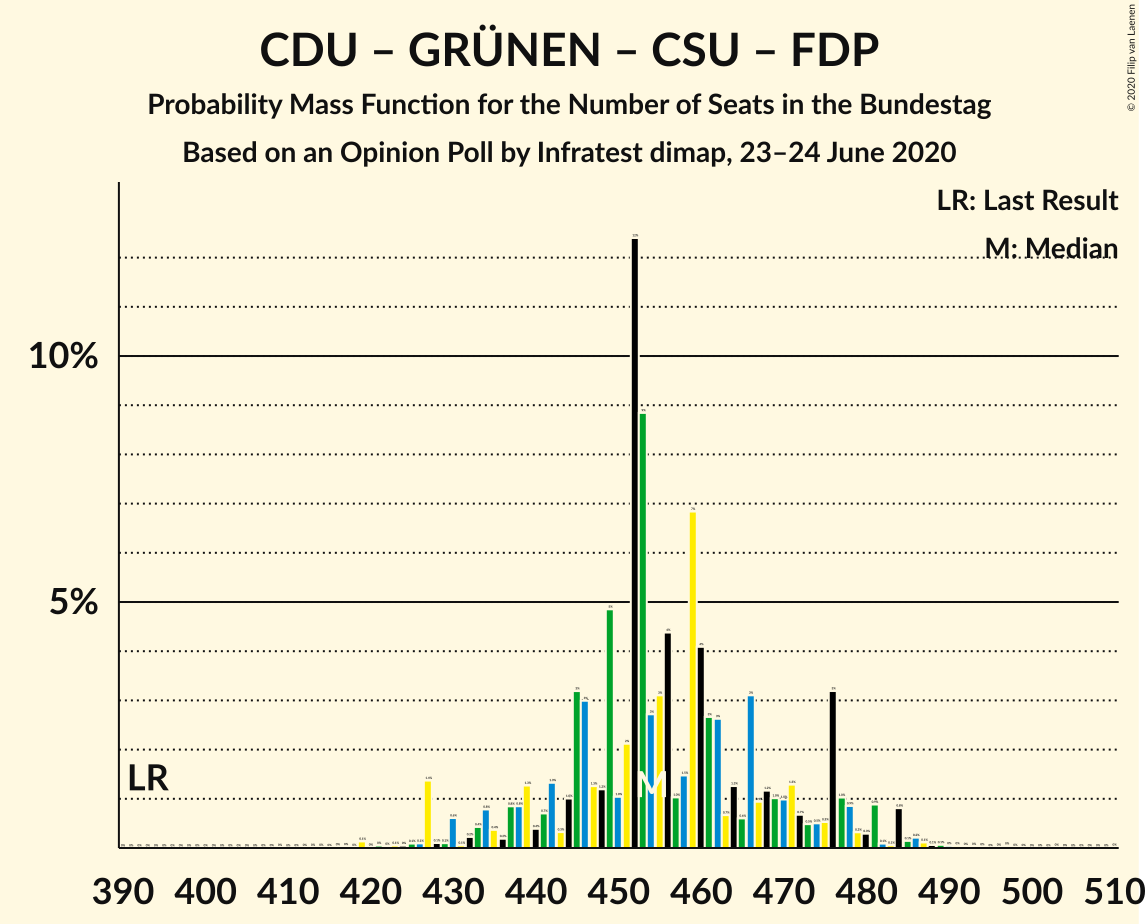 CDU – GRÜNEN – CSU – FDP
Probability Mass Function for the Number of Seats in the Bundestag
Based on an Opinion Poll by Infratest dimap, 23–24 June 2020
© 2020 Filip van Laenen
LR: Last Result
M: Median
10%
5%
LR
M
390 400 410 420 430 440 450 460 470 480 490 500 510